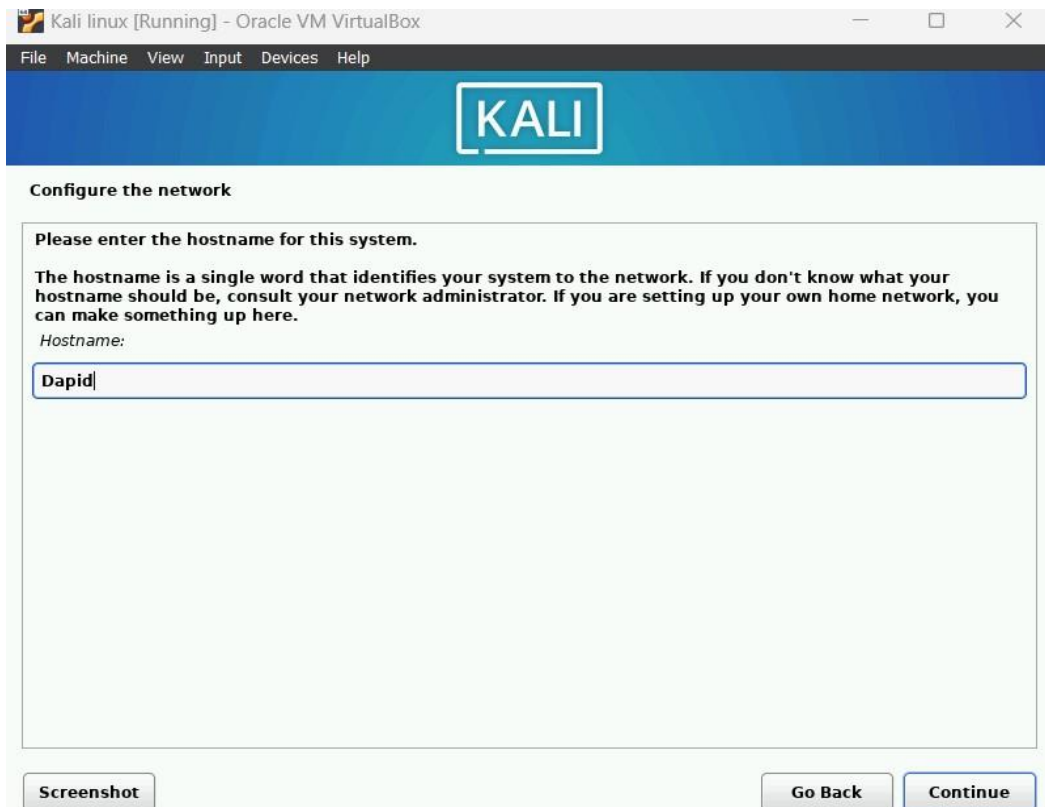 Kali linux [Running] - Oracle VM VirtualBox
File Machine View Input Devices Help
KALI
Configure the network
Please enter the hostname for this system.
The hostname is a single word that identifies your system to the network. If you don't know what your
hostname should be, consult your network administrator. If you are setting up your own home network, you
can make something up here.
Hostname:
Dapid
Screenshot Go Back Continue